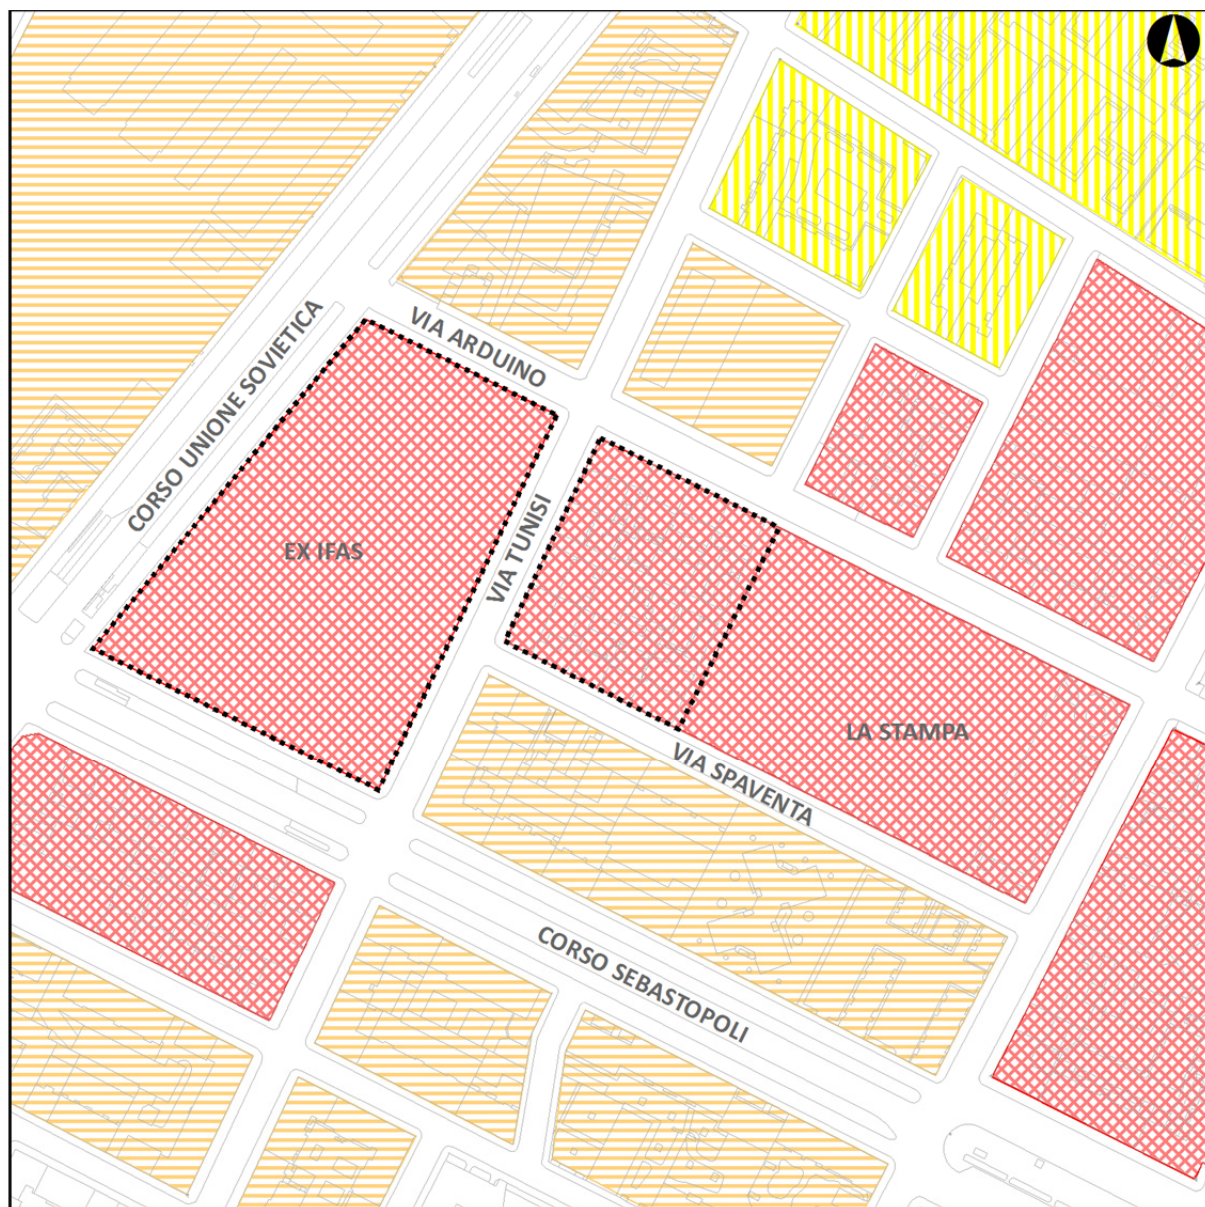 VIA ARDUINO
CORSO UNIONE SOVIETICA
VIA TUNISI
EX IFAS
LA STAMPA
VIA SPAVENTA
CORSO SEBASTOPOLI